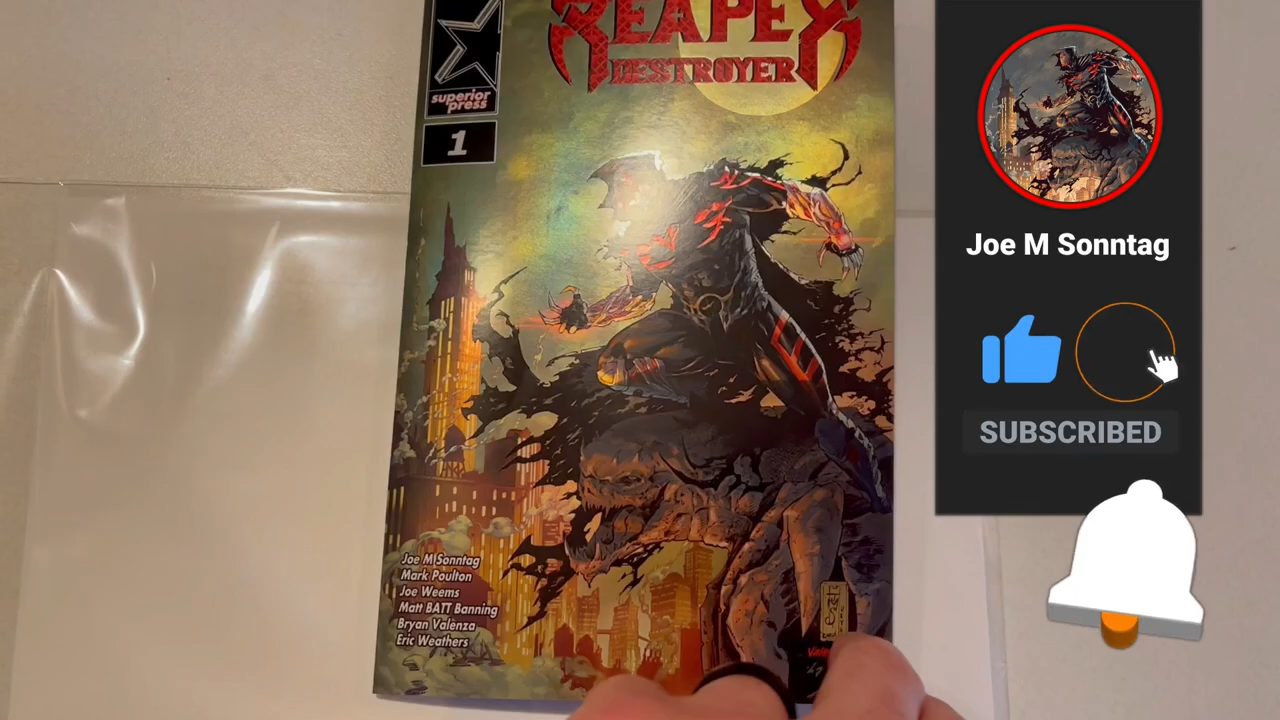 REAPER
DESTROYER
superior
press
1
Joe M Sonntag
Mark Poulton
Joe Weems
Matt BATT Banning
Bryan Valenza
Eric Weathers
Joe M Sonntag
SUBSCRIBED